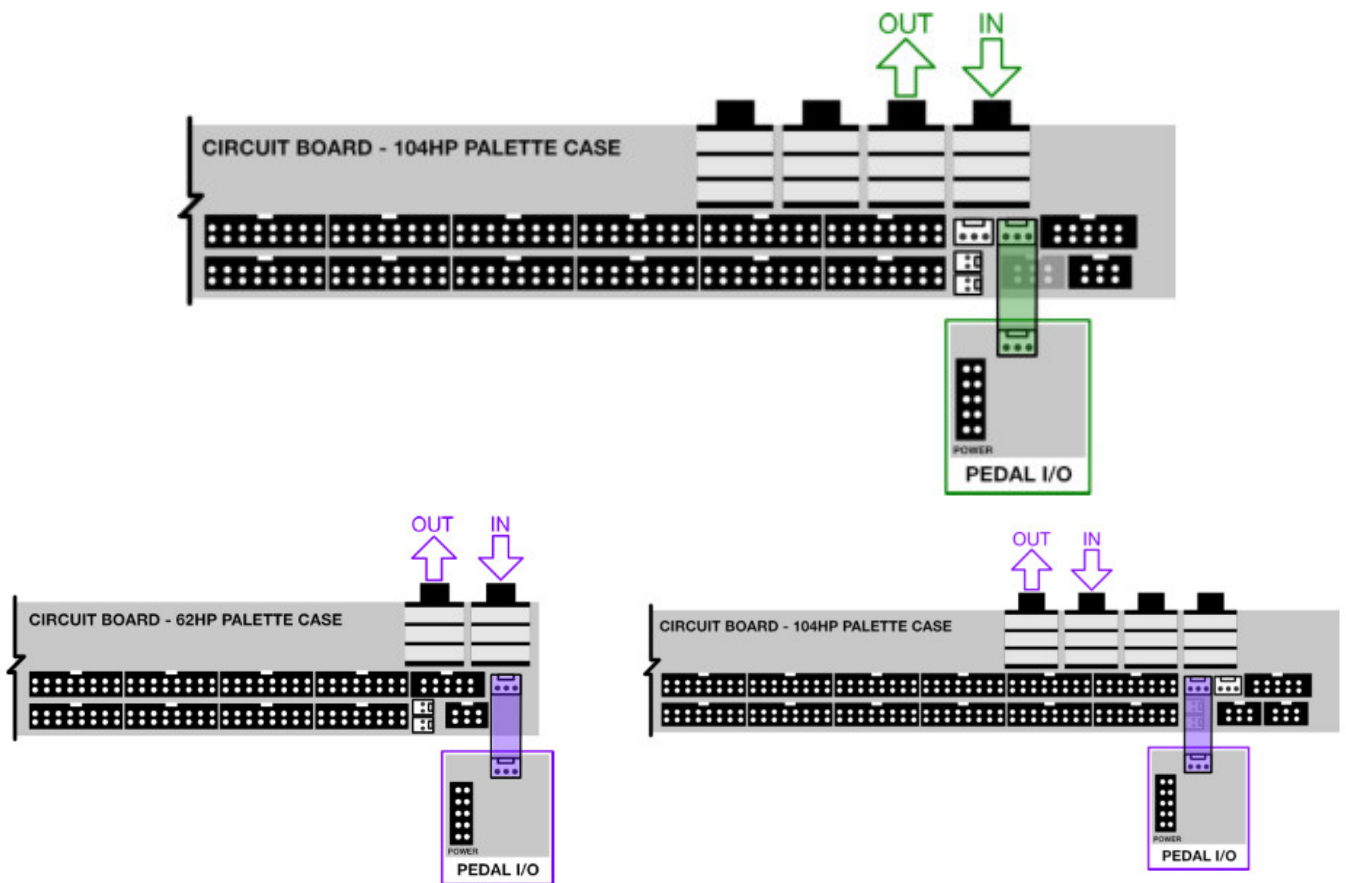 OUT IN
CIRCUIT BOARD - 104HP PALETTE CASE
POWER
PEDAL I/O
OUT IN
CIRCUIT BOARD - 62HP PALETTE CASE
POWER
PEDAL I/O
OUT IN
CIRCUIT BOARD - 104HP PALETTE CASE
POWER
PEDAL I/O